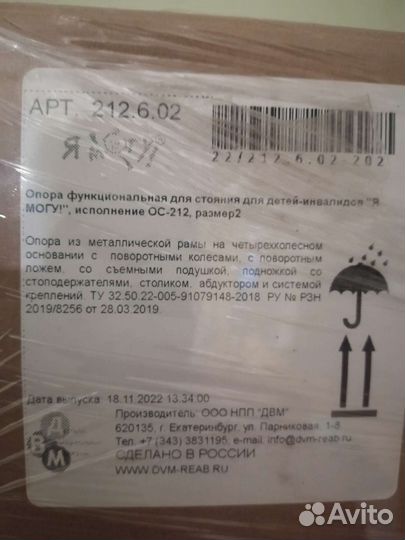 АРТ. 212.6.02
Я МОГУ!
22/212.6.02-202
Опора функциональная для стояния для детей-инвалидов "Я
МОГУ!", исполнение ОС-212, размер2
Опора из металлической рамы на четырехколесном
основании с поворотными колесами, с поворотным
ложем, со съемными подушкой, подножкой со
стоподержателями, столиком, абдуктором и системой
креплений. ТУ 32.50.22-005-91079148-2018 РУ № РЗН
2019/8256 от 28.03.2019.
Дата выпуска 18.11.2022 13:34:00
Производитель: ООО НПП "ДВМ"
620135, г. Екатеринбург, ул. Парниковая, 1-8
Тел. +7 (343) 3831195, e-mail. info@dvm-reab.ru
СДЕЛАНО В РОССИИ
WWW.DVM-REAB.RU
ДВМ
Avito